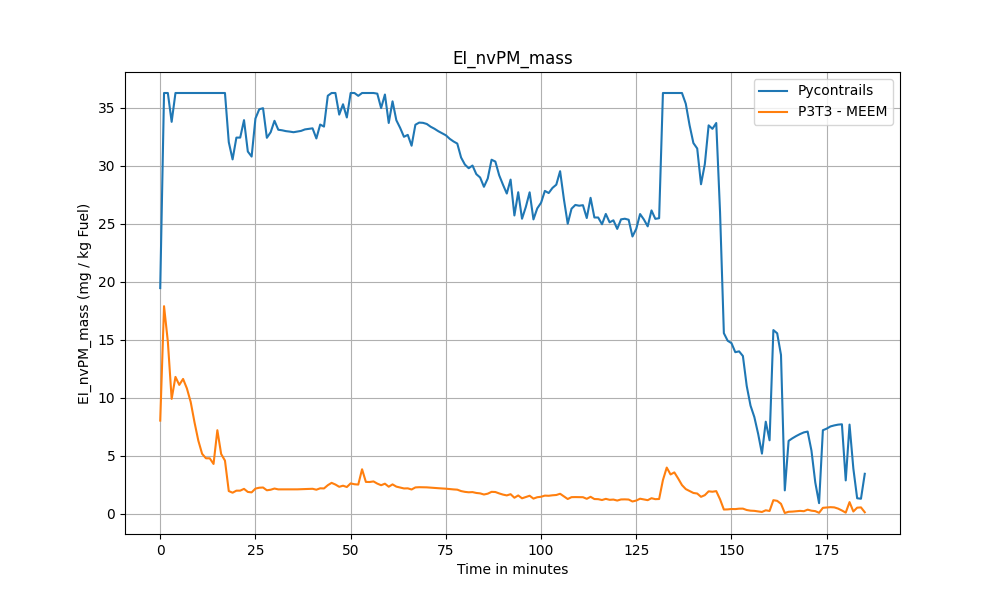 EI_nvPM_mass
Pycontrails
P3T3 - MEEM
EI_nvPM_mass (mg / kg Fuel)
35
30
25
20
15
10
5
0
0 25 50 75 100 125 150 175
Time in minutes